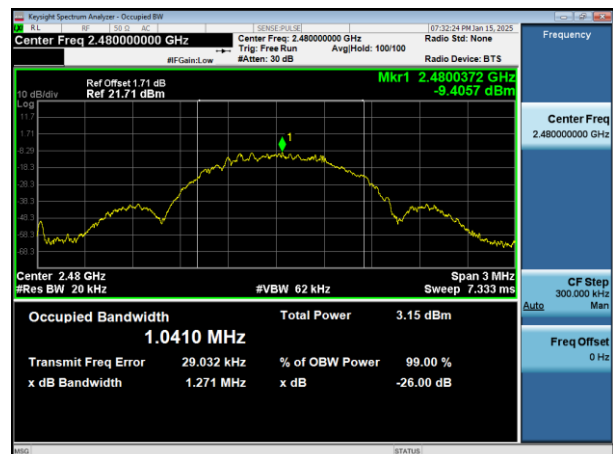 Keysight Spectrum Analyzer - Occupied BW
RL RF 50 Ω AC SENSE:PULSE 07:32:24 PM Jan 15, 2025
Center Freq 2.480000000 GHz
Center Freq: 2.480000000 GHz
Radio Std: None
Trig: Free Run
Avg|Hold: 100/100
#IFGain:Low
#Atten: 30 dB
Radio Device: BTS
Ref Offset 1.71 dB
10 dB/div
Ref 21.71 dBm
Mkr1 2.4800372 GHz
-9.4057 dBm
Log
11.7
1.71
-8.29
-18.3
-28.3
-38.3
-48.3
-58.3
-68.3
1
Center 2.48 GHz
Span 3 MHz
#Res BW 20 kHz
#VBW 62 kHz
Sweep 7.333 ms
Occupied Bandwidth
1.0410 MHz
Total Power 3.15 dBm
Transmit Freq Error 29.032 kHz
% of OBW Power 99.00 %
x dB Bandwidth 1.271 MHz
x dB -26.00 dB
MSG
STATUS
Frequency
Center Freq
2.480000000 GHz
CF Step
300.000 kHz
Auto Man
Freq Offset
0 Hz